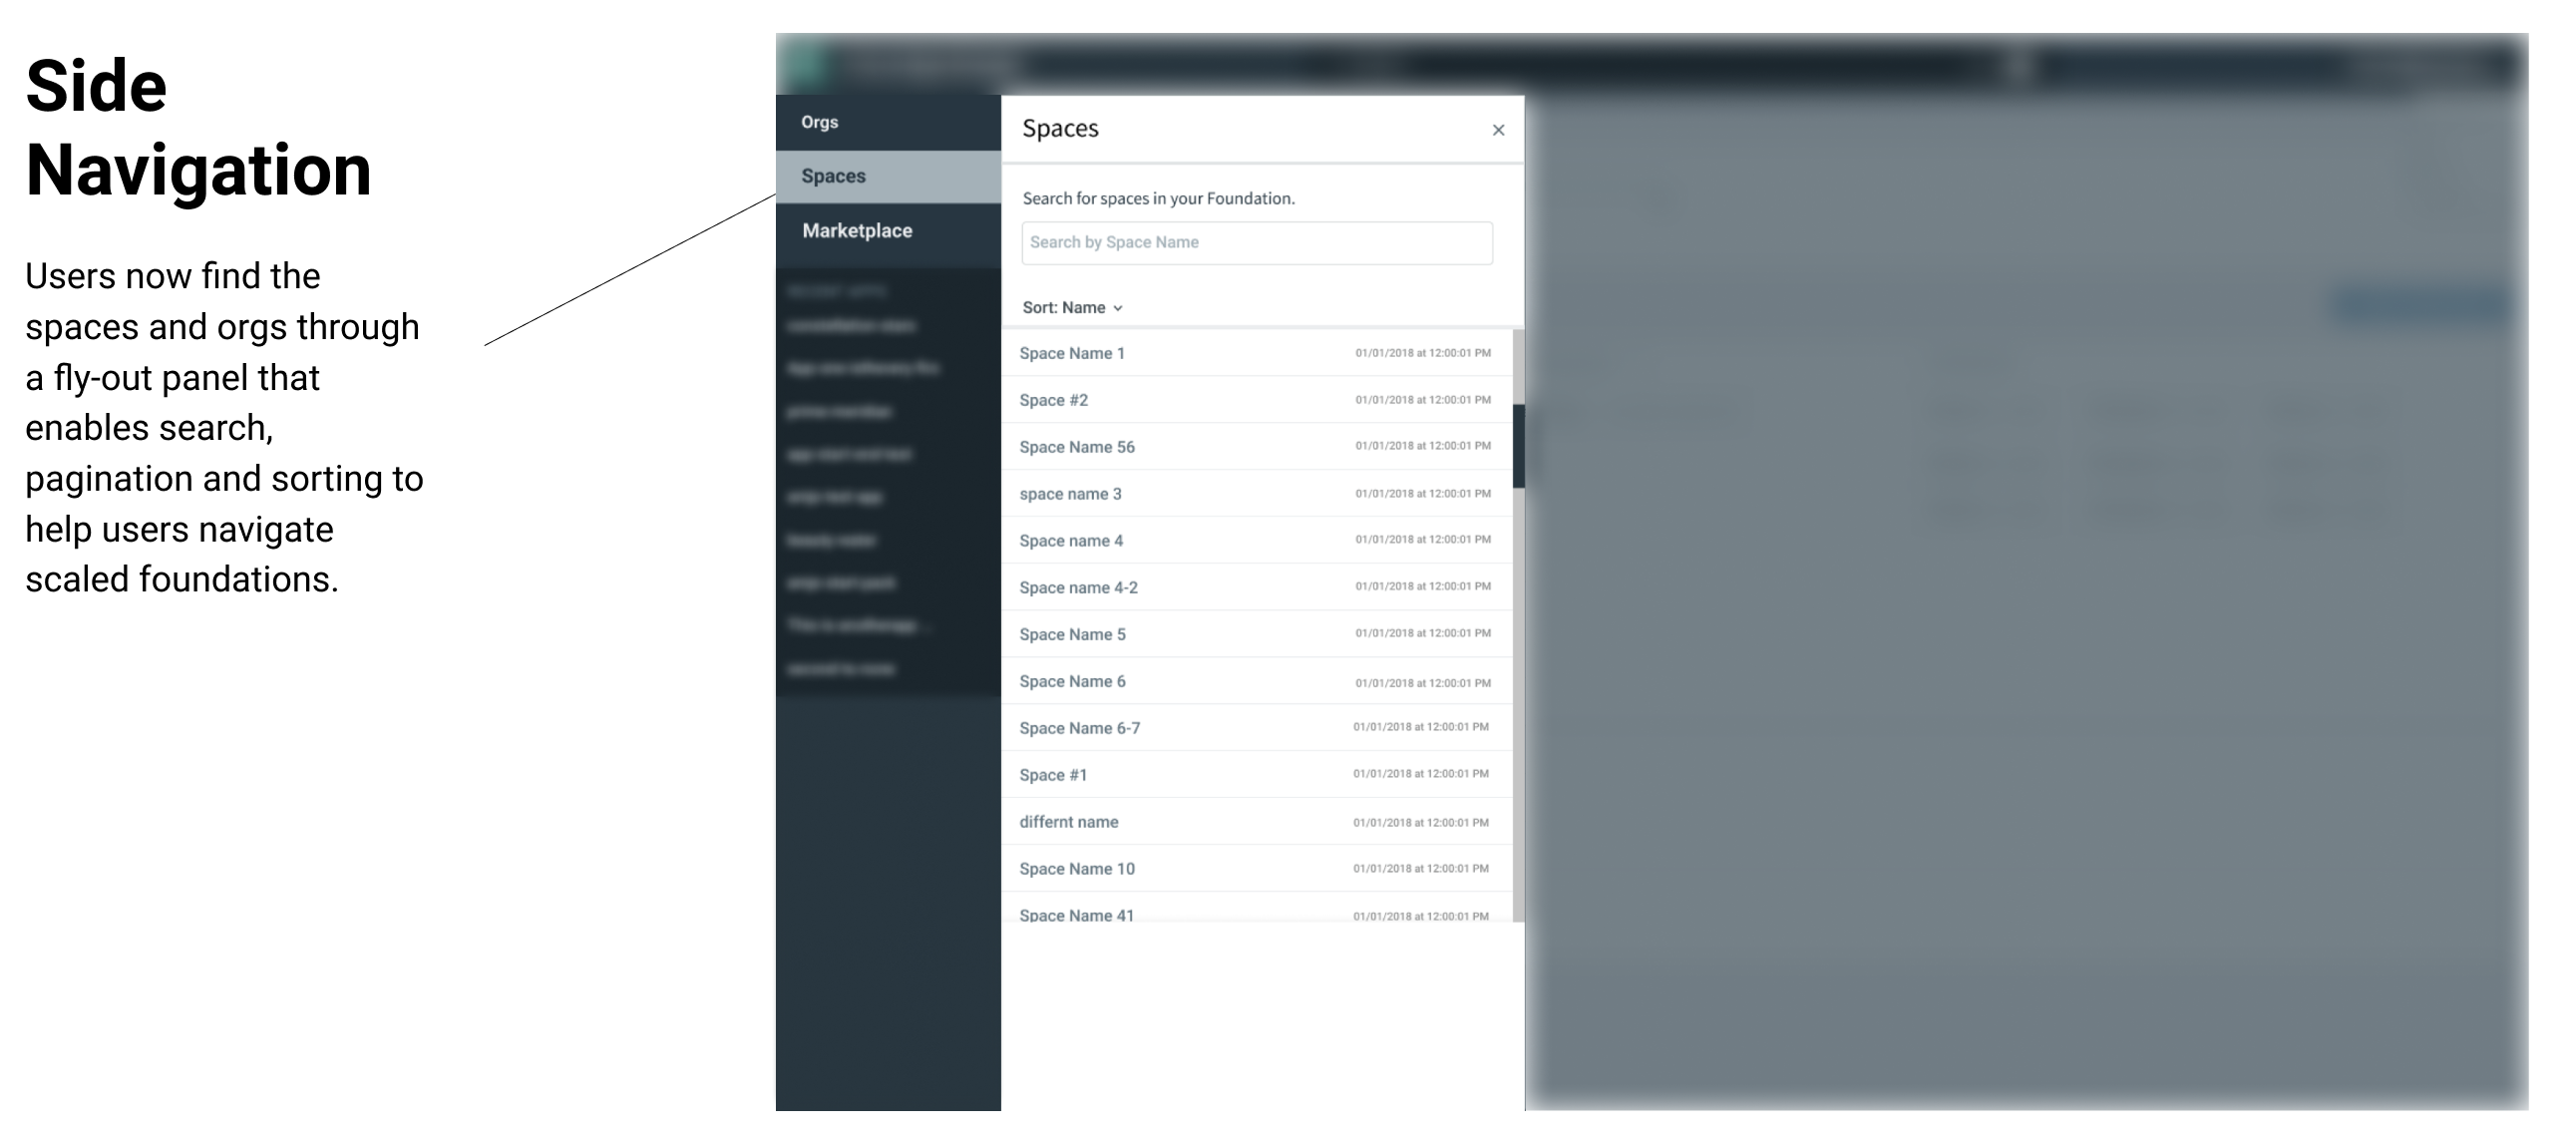 Side
Navigation
Users now find the
spaces and orgs through
a fly-out panel that
enables search,
pagination and sorting to
help users navigate
scaled foundations.
Orgs
Spaces
Marketplace
RECENT APPS
prime-meridian
app-start-end-test
Spaces
Search for spaces in your Foundation.
Search by Space Name
Sort: Name
Space Name 1 01/01/2018 at 12:00:01 PM
Space #2 01/01/2018 at 12:00:01 PM
Space Name 56 01/01/2018 at 12:00:01 PM
space name 3 01/01/2018 at 12:00:01 PM
Space name 4 01/01/2018 at 12:00:01 PM
Space name 4-2 01/01/2018 at 12:00:01 PM
Space Name 5 01/01/2018 at 12:00:01 PM
Space Name 6 01/01/2018 at 12:00:01 PM
Space Name 6-7 01/01/2018 at 12:00:01 PM
Space #1 01/01/2018 at 12:00:01 PM
differnt name 01/01/2018 at 12:00:01 PM
Space Name 10 01/01/2018 at 12:00:01 PM
Space Name 41 01/01/2018 at 12:00:01 PM